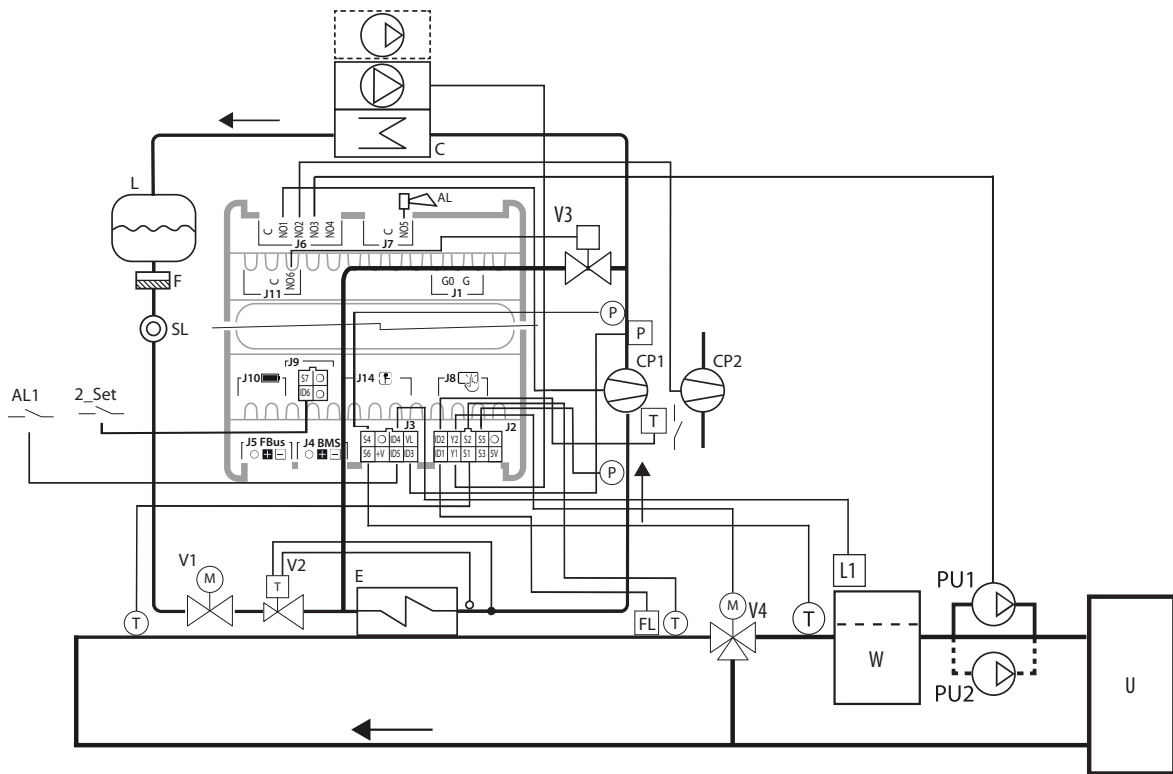 C
L
F
SL
AL
V3
C NO1 NO2 NO3 NO4
J6
C NO5
J7
C NO6
J11
G0 G
J1
P
P
CP1
CP2
J9
S7
ID6
J10
J14
J8
AL1
2_Set
T
J5 FBus
J4 BMS
J3
S4 ID4 VL
S6 +V ID5 ID3
J2
ID2 Y2 S2 S5
ID1 Y1 S1 S3 5V
P
V1
M
V2
T
E
T
FL
T
M
V4
T
L1
W
PU1
PU2
U